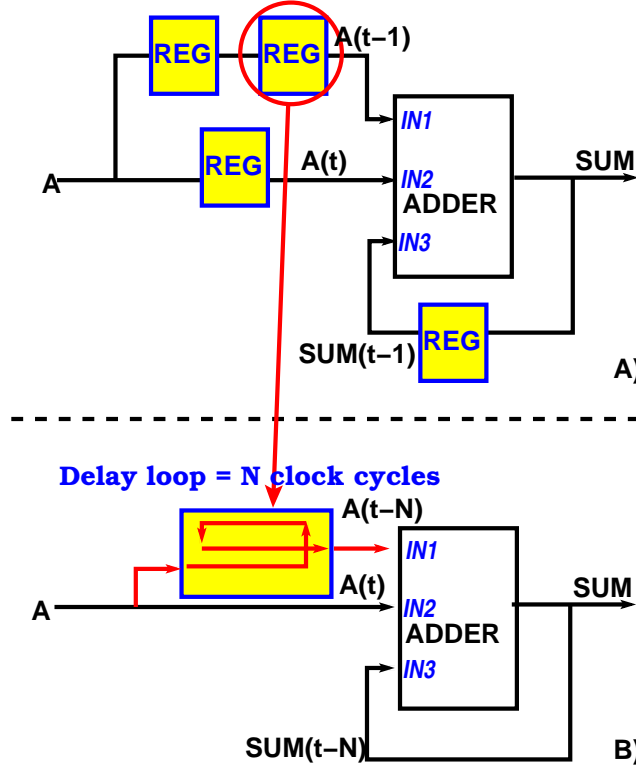 A(t−1)
REG
REG
IN1
REG
A(t)
SUM
A
IN2
ADDER
IN3
REG
SUM(t−1)
A)
Delay loop = N clock cycles
A(t−N)
IN1
A(t)
SUM
A
IN2
ADDER
IN3
SUM(t−N)
B)